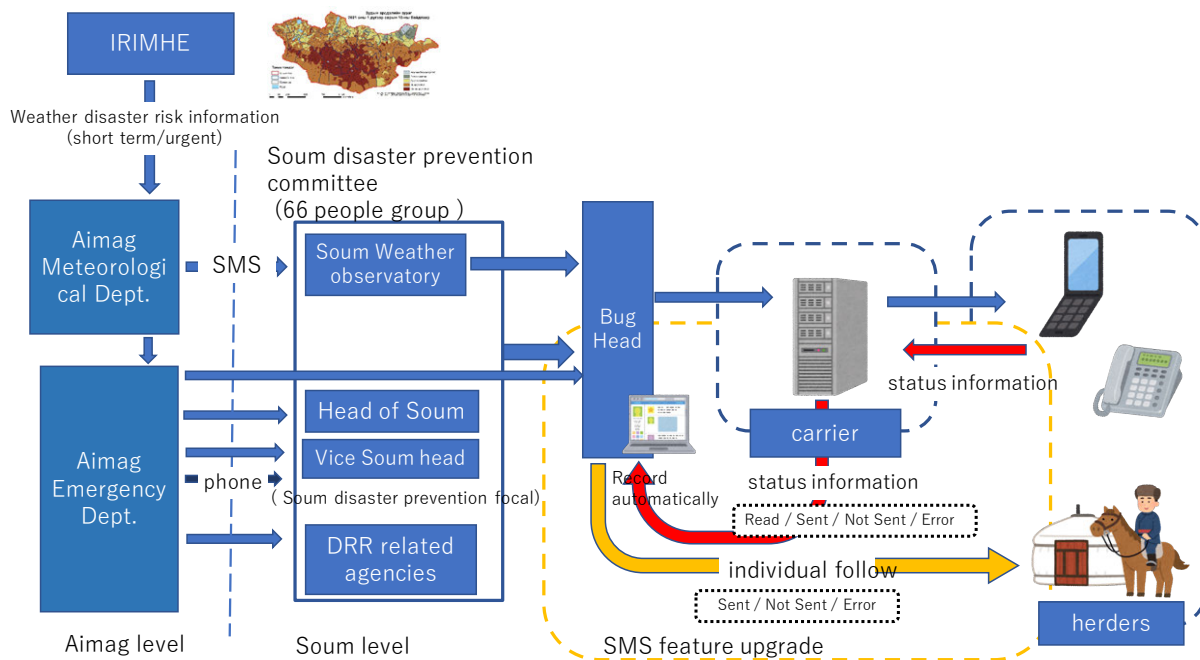 IRIMHE
Weather disaster risk information
(short term/urgent)
Soum disaster prevention
committee
(66 people group )
Aimag
Meteorologi
cal Dept.
SMS
Soum Weather
observatory
Bug
Head
status information
Head of Soum
carrier
Aimag
Emergency
Dept.
phone
Vice Soum head
( Soum disaster prevention focal)
Record
automatically
status information
Read / Sent / Not Sent / Error
DRR related
agencies
individual follow
Sent / Not Sent / Error
herders
Aimag level
Soum level
SMS feature upgrade